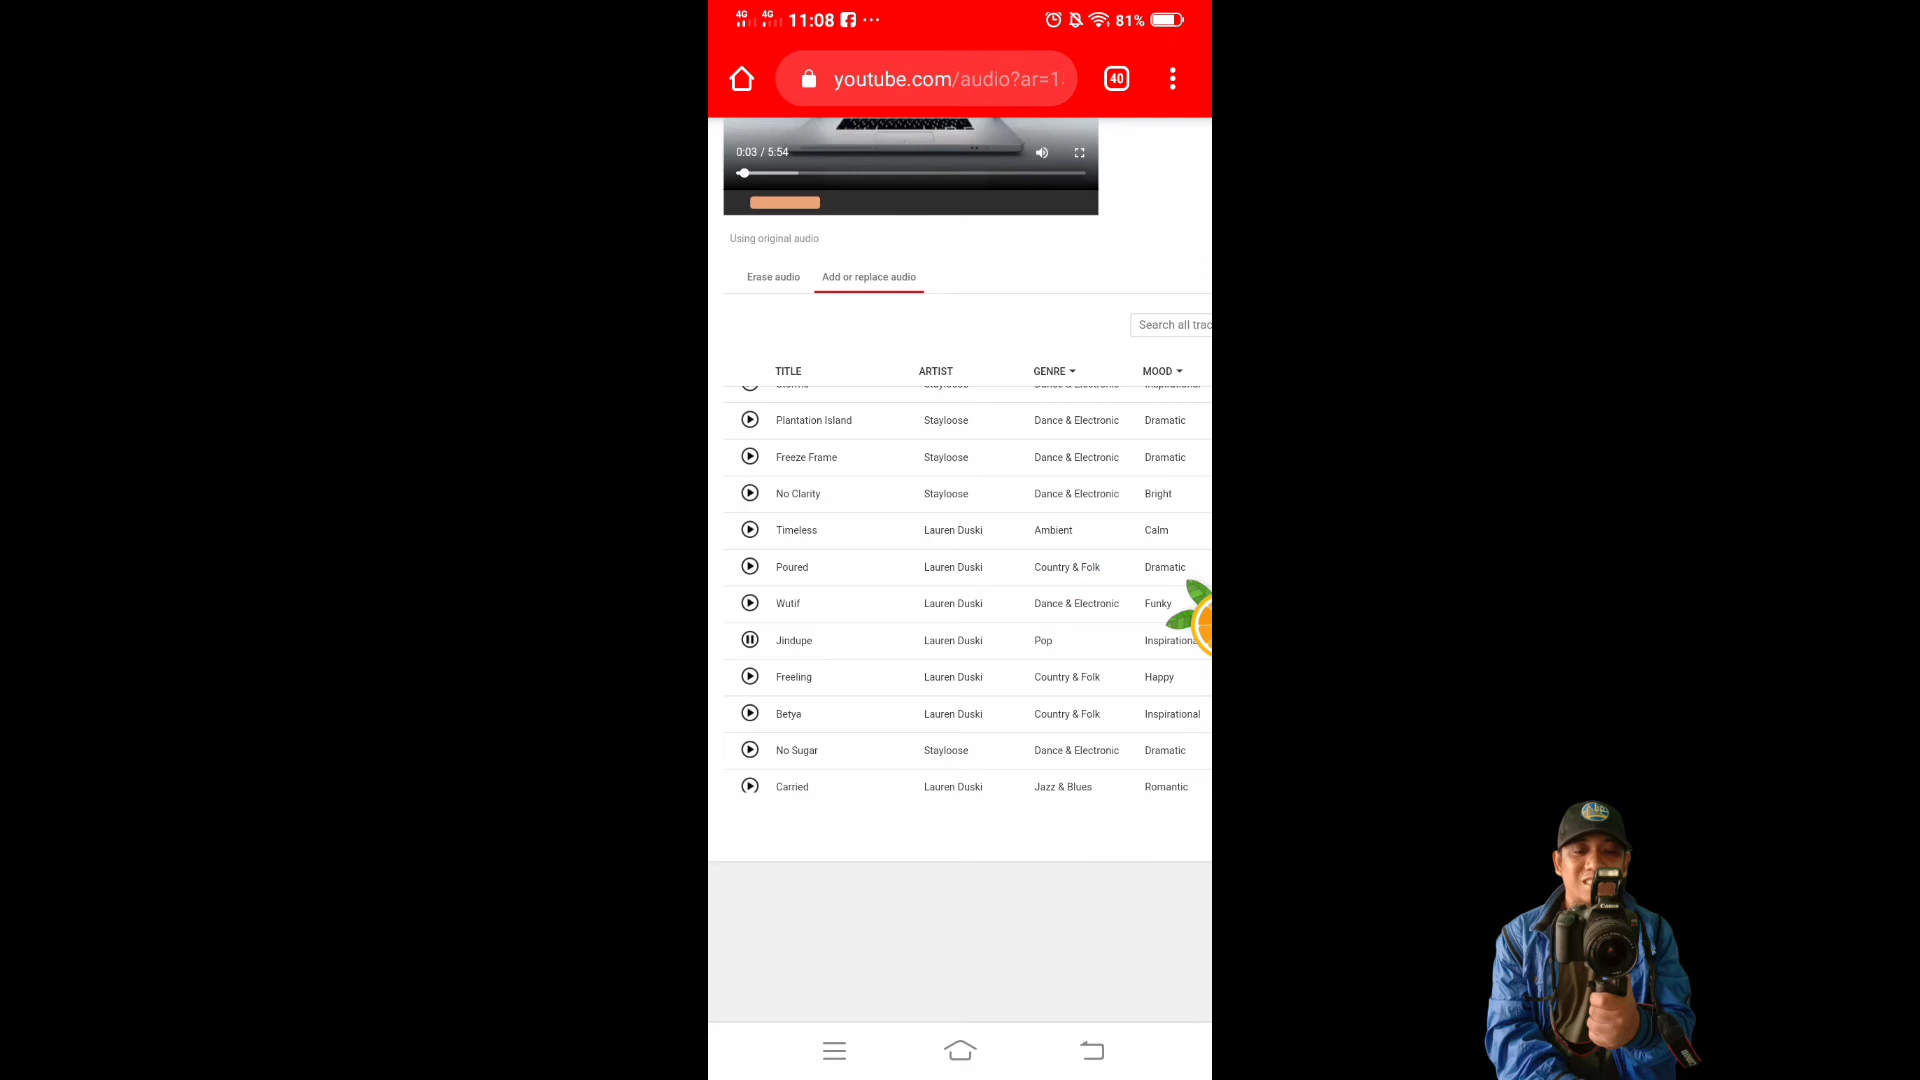 4G 4G 11:08 81%
youtube.com/audio?ar=1
40
0:03 / 5:54
Using original audio
Erase audio Add or replace audio
Search all trac
TITLE ARTIST GENRE MOOD
Plantation Island Stayloose Dance & Electronic Dramatic
Freeze Frame Stayloose Dance & Electronic Dramatic
No Clarity Stayloose Dance & Electronic Bright
Timeless Lauren Duski Ambient Calm
Poured Lauren Duski Country & Folk Dramatic
Wutif Lauren Duski Dance & Electronic Funky
Jindupe Lauren Duski Pop Inspirationa
Freeling Lauren Duski Country & Folk Happy
Betya Lauren Duski Country & Folk Inspirational
No Sugar Stayloose Dance & Electronic Dramatic
Carried Lauren Duski Jazz & Blues Romantic
Canon